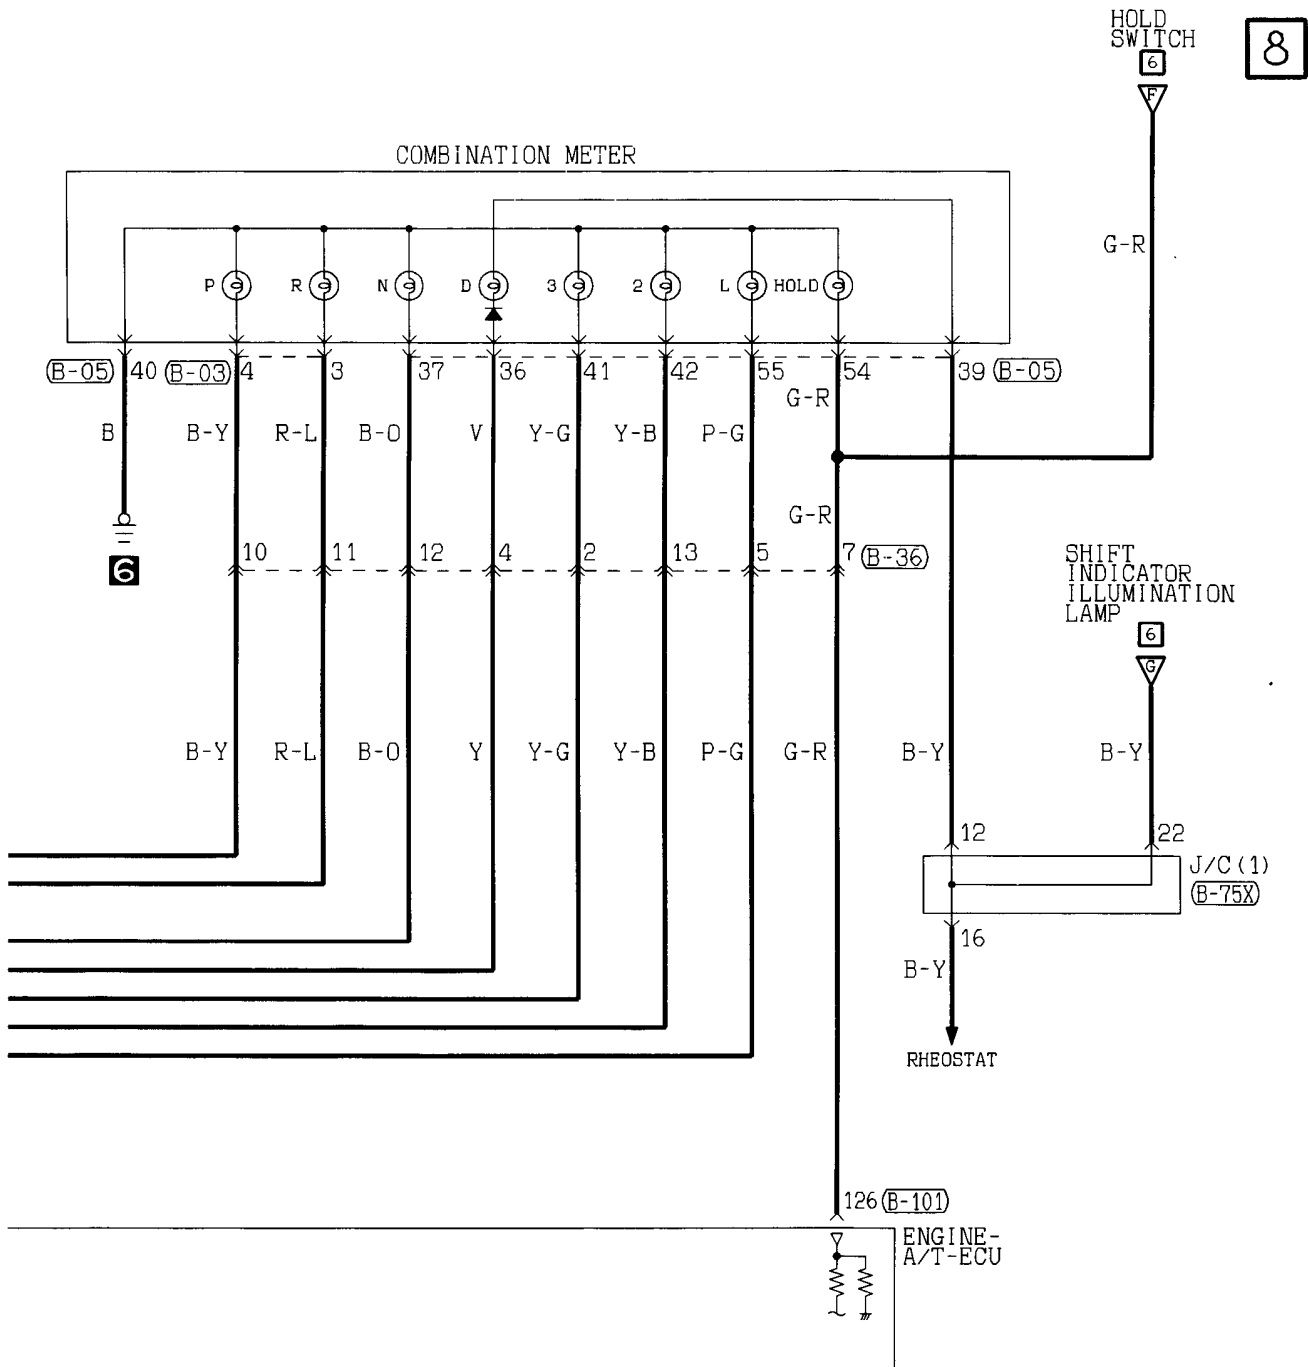 HOLD
SWITCH
8
6
F
COMBINATION METER
G-R
P R N D 3 2 L HOLD
B-05 40 B-03 4 3 37 36 41 42 55 54 39 B-05
G-R
B B-Y R-L B-O V Y-G Y-B P-G
G-R
10 11 12 4 2 13 5 7 B-36
6
SHIFT
INDICATOR
ILLUMINATION
LAMP
6
G
B-Y R-L B-O Y Y-G Y-B P-G G-R B-Y B-Y
12 22
J/C(1)
B-75X
16
B-Y
RHEOSTAT
126 B-101
ENGINE-
A/T-ECU